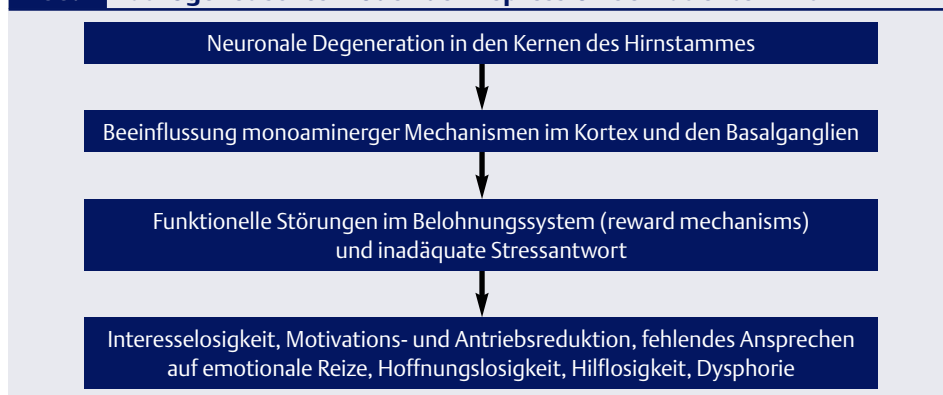 Neuronale Degeneration in den Kernen des Hirnstammes
Beeinflussung monoaminerger Mechanismen im Kortex und den Basalganglien
Funktionelle Störungen im Belohnungssystem (reward mechanisms)
und inadäquate Stressantwort
Interesselosigkeit, Motivations- und Antriebsreduktion, fehlendes Ansprechen
auf emotionale Reize, Hoffnungslosigkeit, Hilflosigkeit, Dysphorie